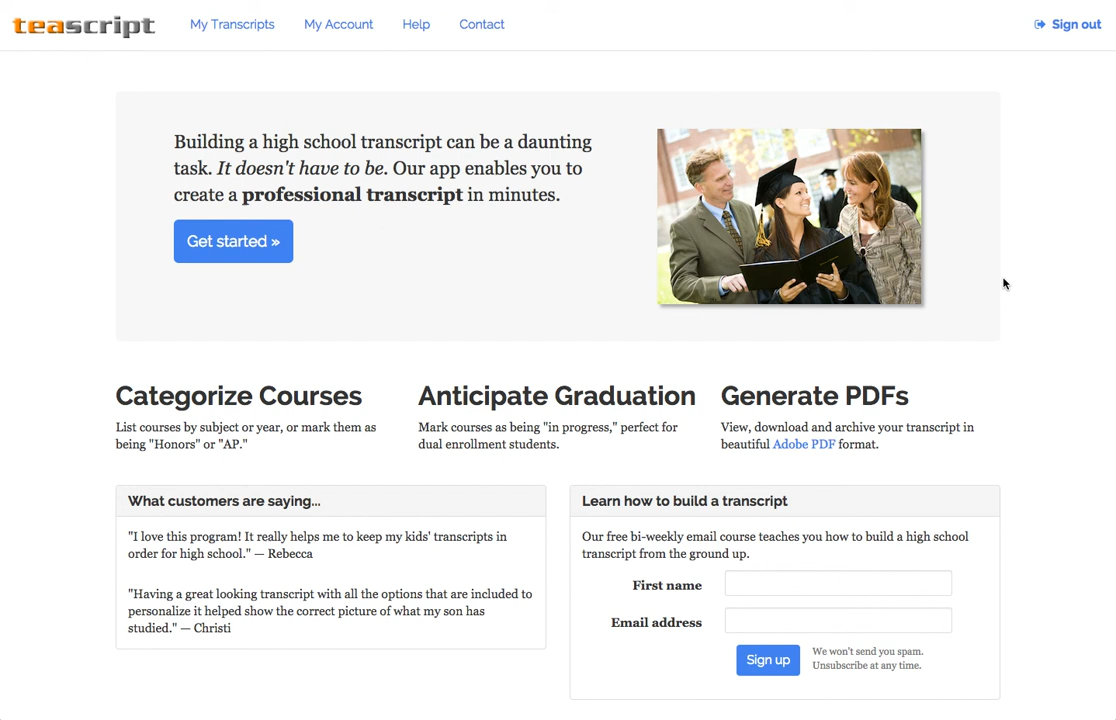 teascript
My Transcripts
My Account
Help
Contact
Sign out
Building a high school transcript can be a daunting
task. It doesn't have to be. Our app enables you to
create a professional transcript in minutes.
Get started »
Categorize Courses
List courses by subject or year, or mark them as
being "Honors" or "AP."
Anticipate Graduation
Mark courses as being "in progress," perfect for
dual enrollment students.
Generate PDFs
View, download and archive your transcript in
beautiful Adobe PDF format.
What customers are saying...
"I love this program! It really helps me to keep my kids' transcripts in
order for high school." — Rebecca
"Having a great looking transcript with all the options that are included to
personalize it helped show the correct picture of what my son has
studied." — Christi
Learn how to build a transcript
Our free bi-weekly email course teaches you how to build a high school
transcript from the ground up.
First name
Email address
Sign up
We won't send you spam.
Unsubscribe at any time.